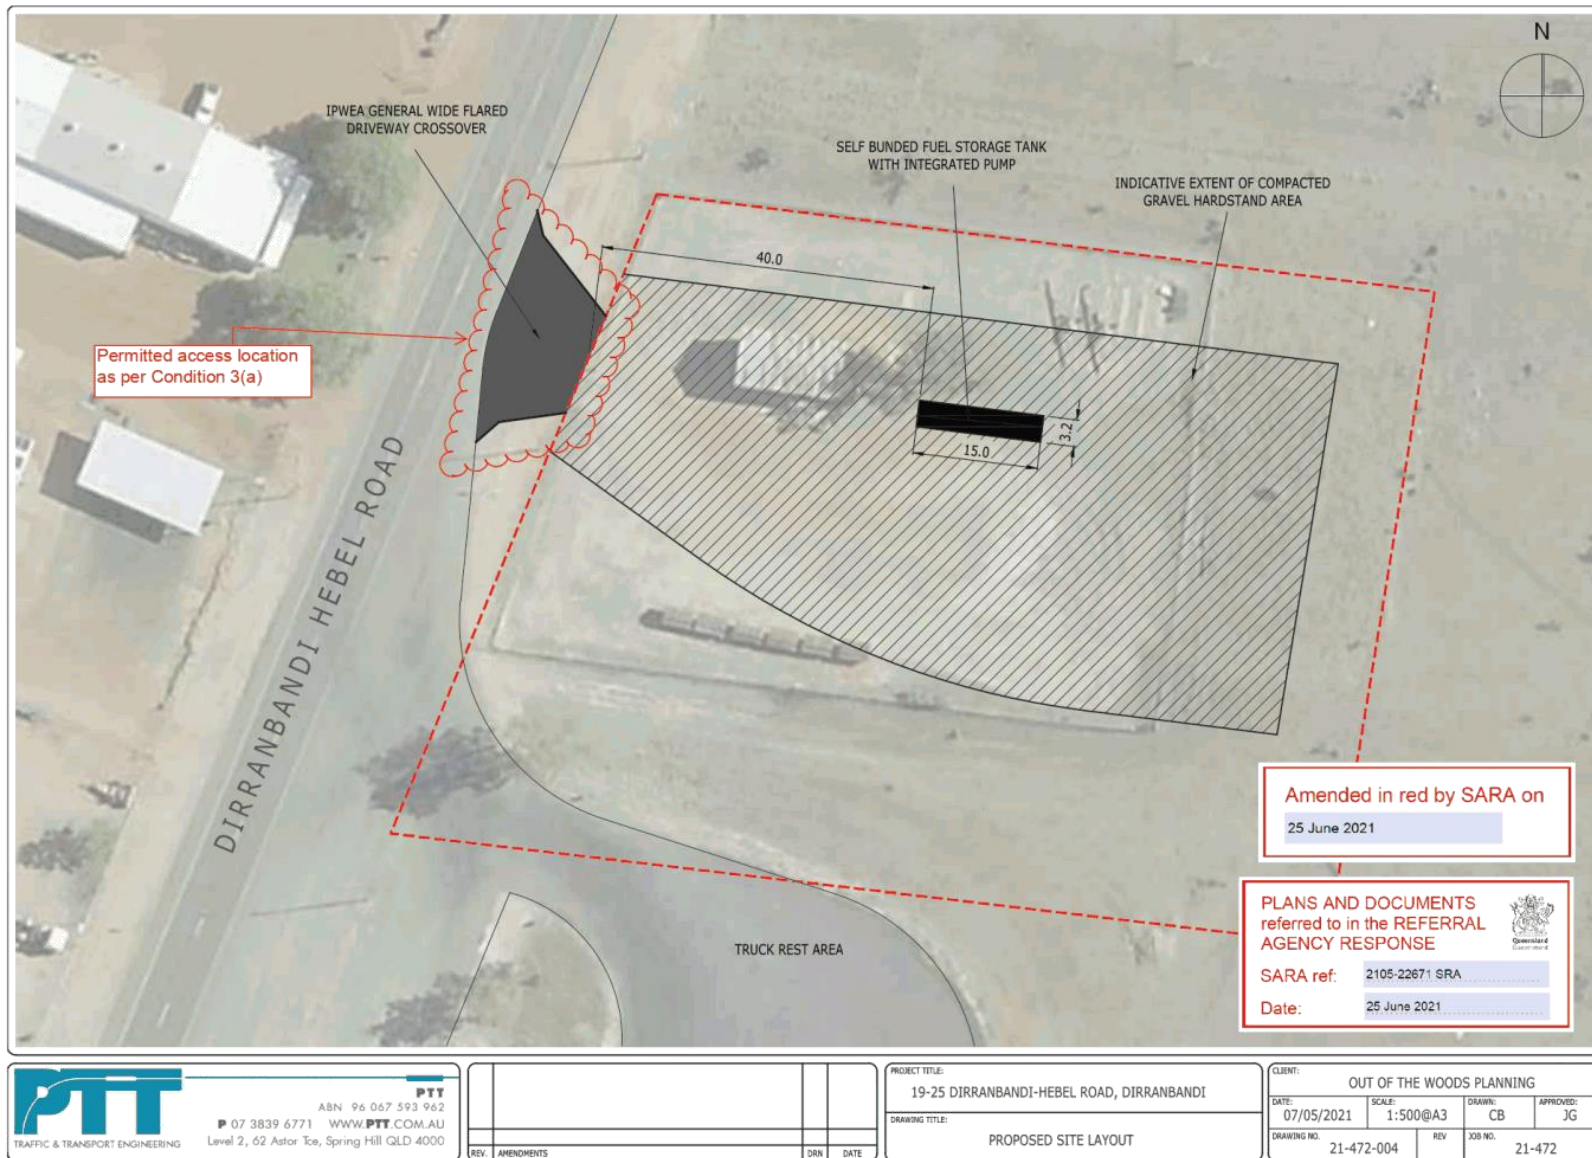 N
IPWEA GENERAL WIDE FLARED
DRIVEWAY CROSSOVER
SELF BUNDED FUEL STORAGE TANK
WITH INTEGRATED PUMP
INDICATIVE EXTENT OF COMPACTED
GRAVEL HARDSTAND AREA
40.0
Permitted access location
as per Condition 3(a)
3.2
15.0
DIRRANBANDI HEBEL ROAD
TRUCK REST AREA
Amended in red by SARA on
25 June 2021
PLANS AND DOCUMENTS
referred to in the REFERRAL
AGENCY RESPONSE
Queensland
Government
SARA ref: 2105-22671 SRA
Date: 25 June 2021
PTT
TRAFFIC & TRANSPORT ENGINEERING
PTT
ABN 96 067 593 962
P 07 3839 6771 WWW.PTT.COM.AU
Level 2, 62 Astor Tce, Spring Hill QLD 4000
REV. AMENDMENTS DRN DATE
PROJECT TITLE:
19-25 DIRRANBANDI-HEBEL ROAD, DIRRANBANDI
DRAWING TITLE:
PROPOSED SITE LAYOUT
CLIENT:
OUT OF THE WOODS PLANNING
DATE: SCALE: DRAWN: APPROVED:
07/05/2021 1:500@A3 CB JG
DRAWING NO. REV JOB NO.
21-472-004 21-472